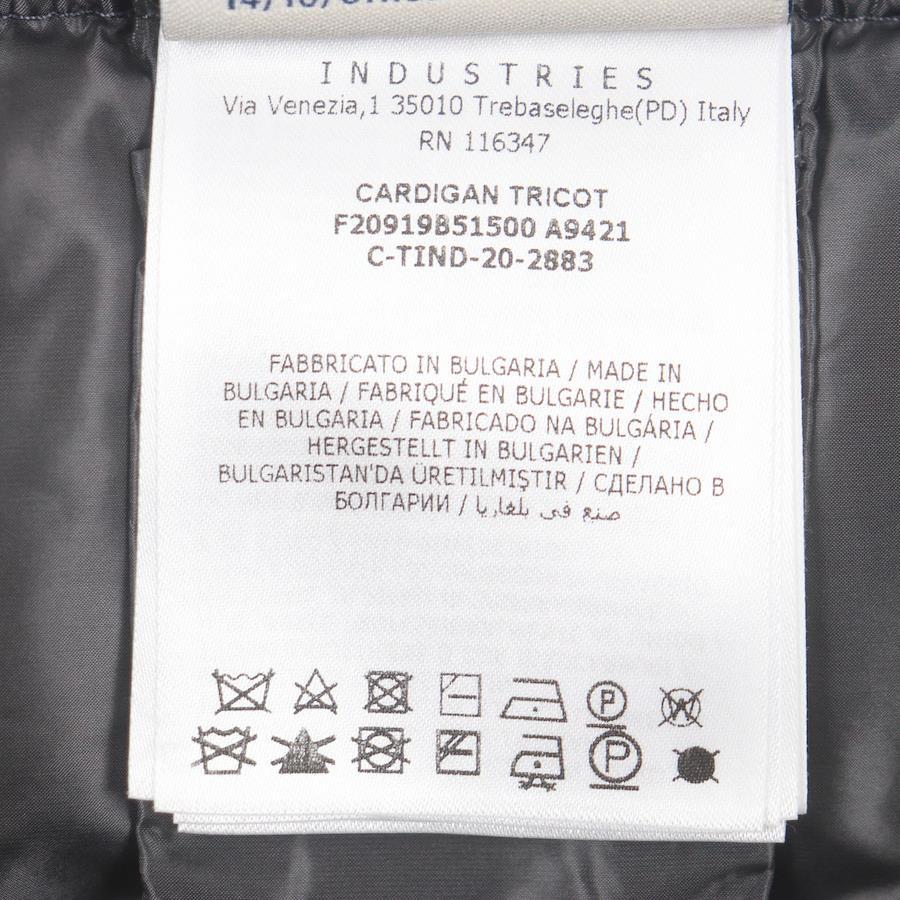 INDUSTRIES
Via Venezia,1 35010 Trebaseleghe(PD) Italy
RN 116347
CARDIGAN TRICOT
F20919B51500 A9421
C-TIND-20-2883
FABBRICATO IN BULGARIA / MADE IN
BULGARIA / FABRIQUÉ EN BULGARIE / HECHO
EN BULGARIA / FABRICADO NA BULGÁRIA /
HERGESTELLT IN BULGARIEN /
BULGARISTAN'DA ÜRETILMIŞTIR / СДЕЛАНО В
БОЛГАРИИ / صنع في بلغاريا
P W
P